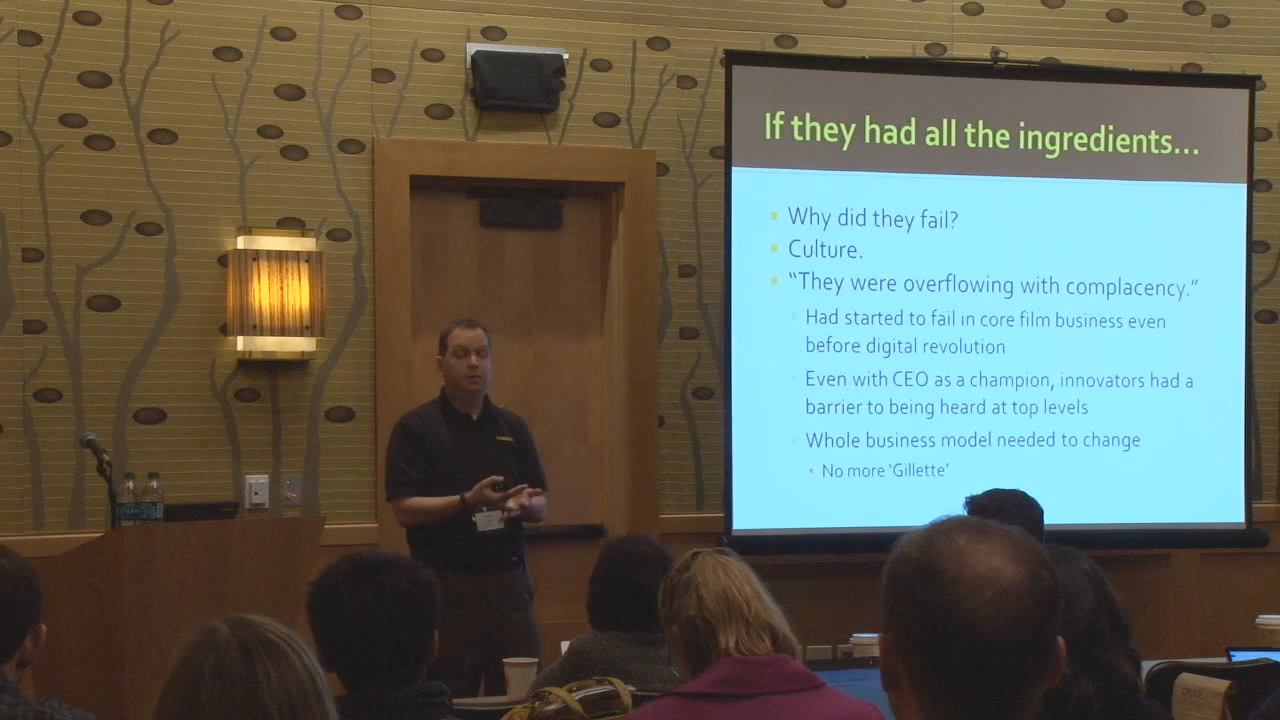 If they had all the ingredients...
Why did they fail?
Culture.
“They were overflowing with complacency.”
Had started to fail in core film business even
before digital revolution
Even with CEO as a champion, innovators had a
barrier to being heard at top levels
Whole business model needed to change
No more ‘Gillette’